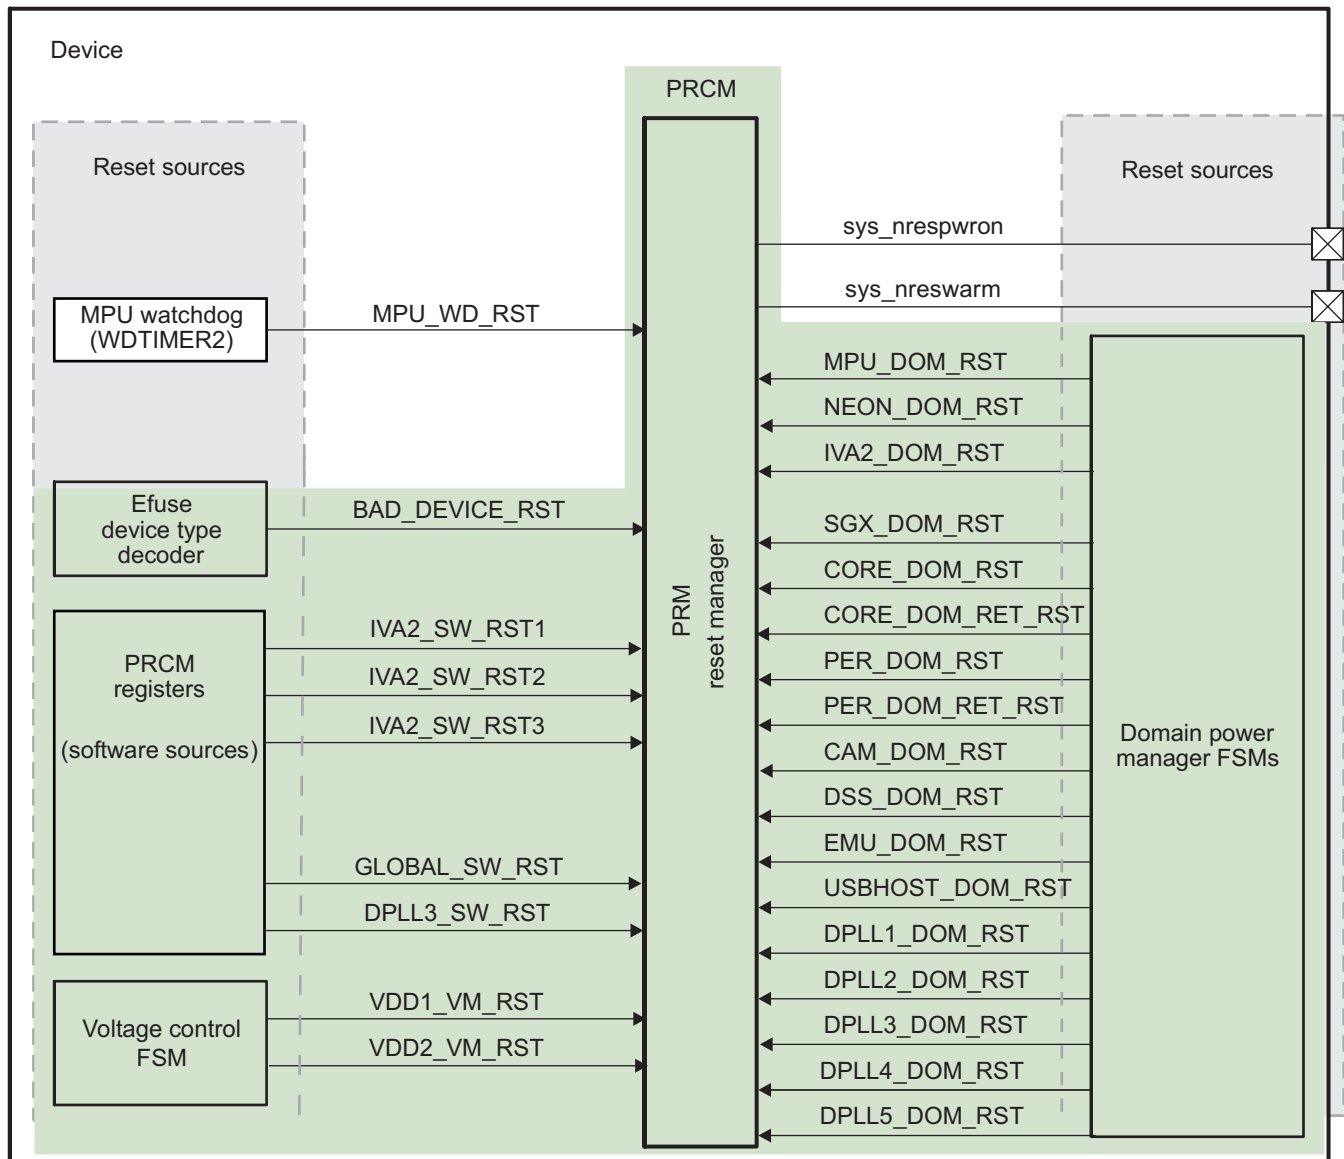 Device
PRCM
Reset sources
Reset sources
sys_nrespwron
sys_nreswarm
MPU watchdog
(WDTIMER2)
MPU_WD_RST
Efuse
device type
decoder
BAD_DEVICE_RST
PRCM
registers
(software sources)
IVA2_SW_RST1
IVA2_SW_RST2
IVA2_SW_RST3
GLOBAL_SW_RST
DPLL3_SW_RST
Voltage control
FSM
VDD1_VM_RST
VDD2_VM_RST
PRM
reset manager
MPU_DOM_RST
NEON_DOM_RST
IVA2_DOM_RST
SGX_DOM_RST
CORE_DOM_RST
CORE_DOM_RET_RST
PER_DOM_RST
PER_DOM_RET_RST
CAM_DOM_RST
DSS_DOM_RST
EMU_DOM_RST
USBHOST_DOM_RST
DPLL1_DOM_RST
DPLL2_DOM_RST
DPLL3_DOM_RST
DPLL4_DOM_RST
DPLL5_DOM_RST
Domain power
manager FSMs